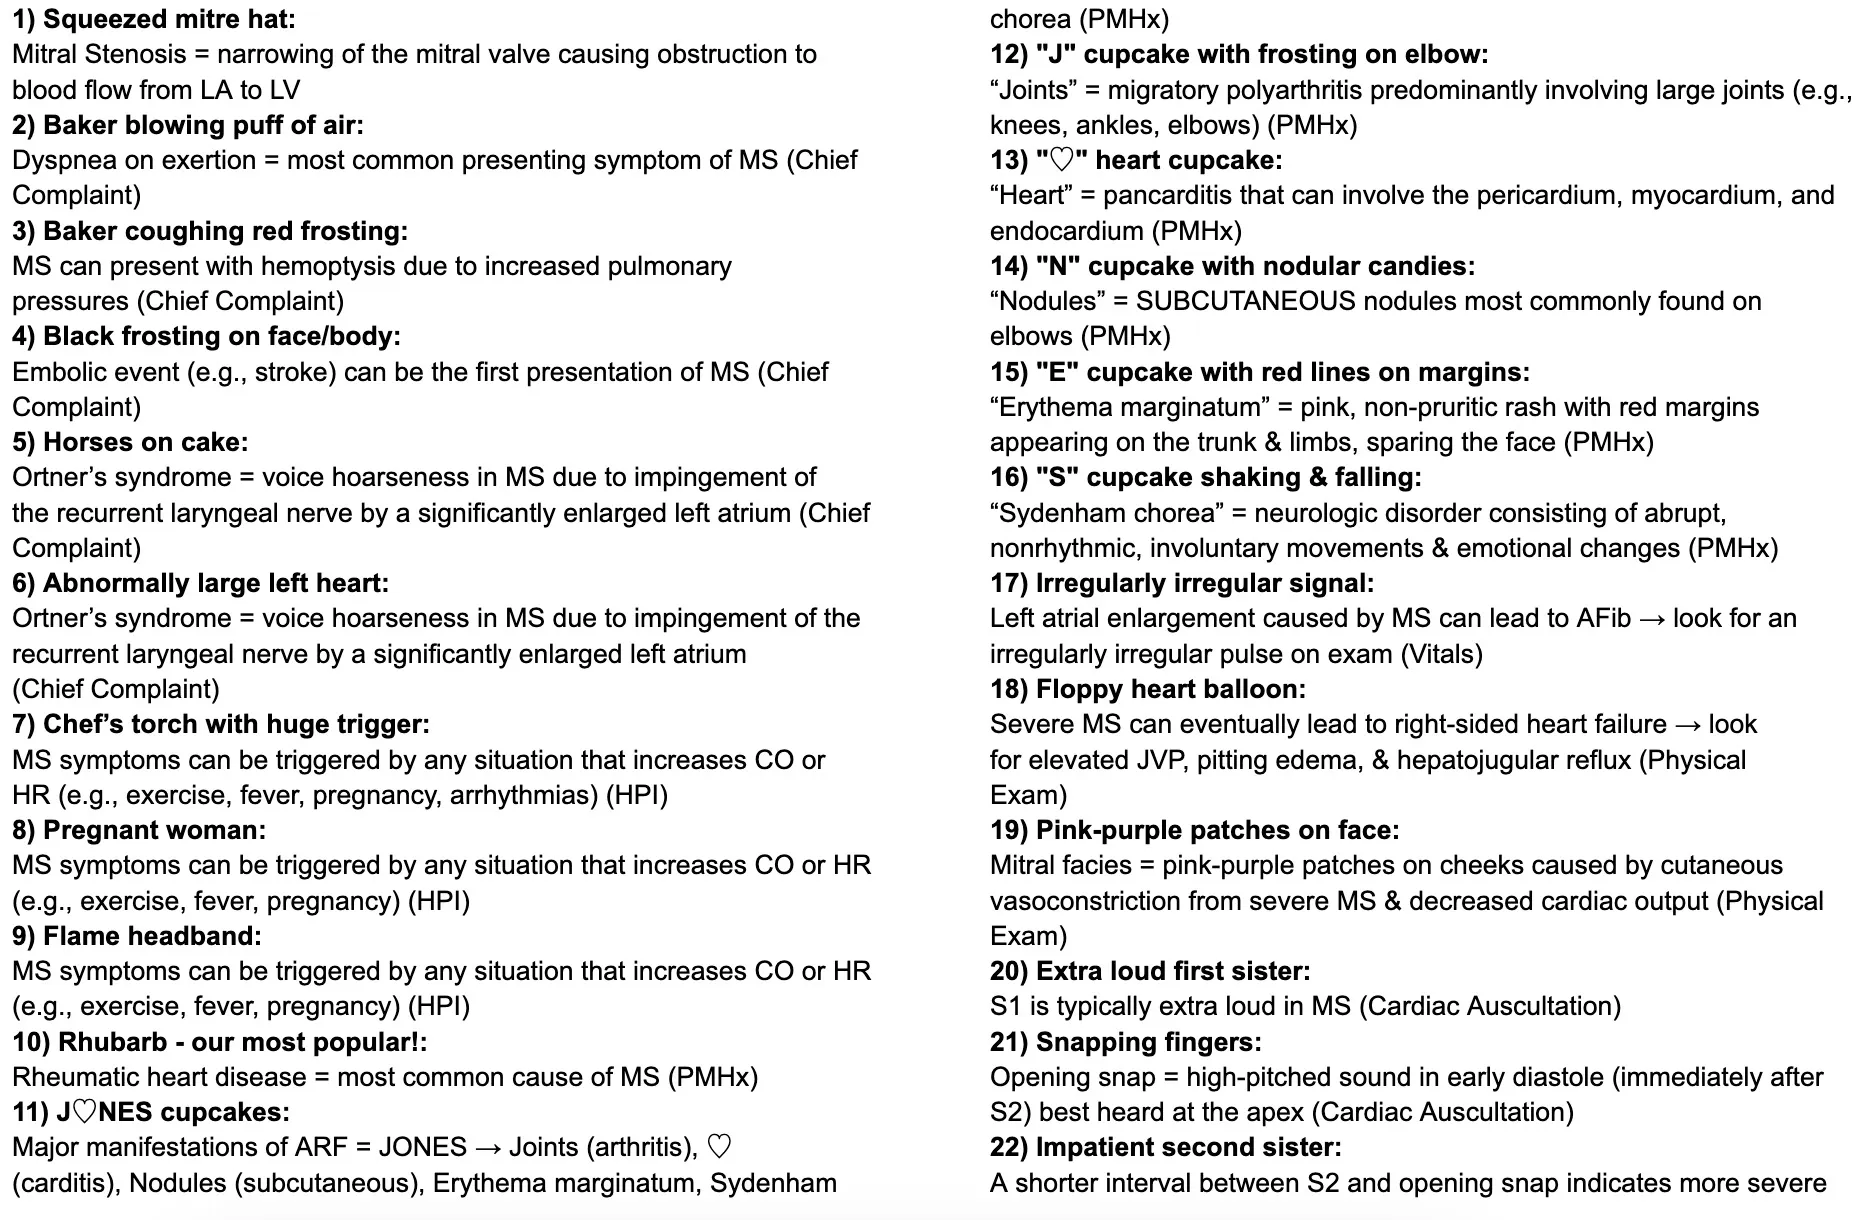 1) Squeezed mitre hat:
Mitral Stenosis = narrowing of the mitral valve causing obstruction to
blood flow from LA to LV
2) Baker blowing puff of air:
Dyspnea on exertion = most common presenting symptom of MS (Chief
Complaint)
3) Baker coughing red frosting:
MS can present with hemoptysis due to increased pulmonary
pressures (Chief Complaint)
4) Black frosting on face/body:
Embolic event (e.g., stroke) can be the first presentation of MS (Chief
Complaint)
5) Horses on cake:
Ortner’s syndrome = voice hoarseness in MS due to impingement of
the recurrent laryngeal nerve by a significantly enlarged left atrium (Chief
Complaint)
6) Abnormally large left heart:
Ortner’s syndrome = voice hoarseness in MS due to impingement of the
recurrent laryngeal nerve by a significantly enlarged left atrium
(Chief Complaint)
7) Chef’s torch with huge trigger:
MS symptoms can be triggered by any situation that increases CO or
HR (e.g., exercise, fever, pregnancy, arrhythmias) (HPI)
8) Pregnant woman:
MS symptoms can be triggered by any situation that increases CO or HR
(e.g., exercise, fever, pregnancy) (HPI)
9) Flame headband:
MS symptoms can be triggered by any situation that increases CO or HR
(e.g., exercise, fever, pregnancy) (HPI)
10) Rhubarb - our most popular!:
Rheumatic heart disease = most common cause of MS (PMHx)
11) J♡NES cupcakes:
Major manifestations of ARF = JONES → Joints (arthritis), ♡
(carditis), Nodules (subcutaneous), Erythema marginatum, Sydenham
chorea (PMHx)
12) "J" cupcake with frosting on elbow:
“Joints” = migratory polyarthritis predominantly involving large joints (e.g.,
knees, ankles, elbows) (PMHx)
13) "♡" heart cupcake:
“Heart” = pancarditis that can involve the pericardium, myocardium, and
endocardium (PMHx)
14) "N" cupcake with nodular candies:
“Nodules” = SUBCUTANEOUS nodules most commonly found on
elbows (PMHx)
15) "E" cupcake with red lines on margins:
“Erythema marginatum” = pink, non-pruritic rash with red margins
appearing on the trunk & limbs, sparing the face (PMHx)
16) "S" cupcake shaking & falling:
“Sydenham chorea” = neurologic disorder consisting of abrupt,
nonrhythmic, involuntary movements & emotional changes (PMHx)
17) Irregularly irregular signal:
Left atrial enlargement caused by MS can lead to AFib → look for an
irregularly irregular pulse on exam (Vitals)
18) Floppy heart balloon:
Severe MS can eventually lead to right-sided heart failure → look
for elevated JVP, pitting edema, & hepatojugular reflux (Physical
Exam)
19) Pink-purple patches on face:
Mitral facies = pink-purple patches on cheeks caused by cutaneous
vasoconstriction from severe MS & decreased cardiac output (Physical
Exam)
20) Extra loud first sister:
S1 is typically extra loud in MS (Cardiac Auscultation)
21) Snapping fingers:
Opening snap = high-pitched sound in early diastole (immediately after
S2) best heard at the apex (Cardiac Auscultation)
22) Impatient second sister:
A shorter interval between S2 and opening snap indicates more severe